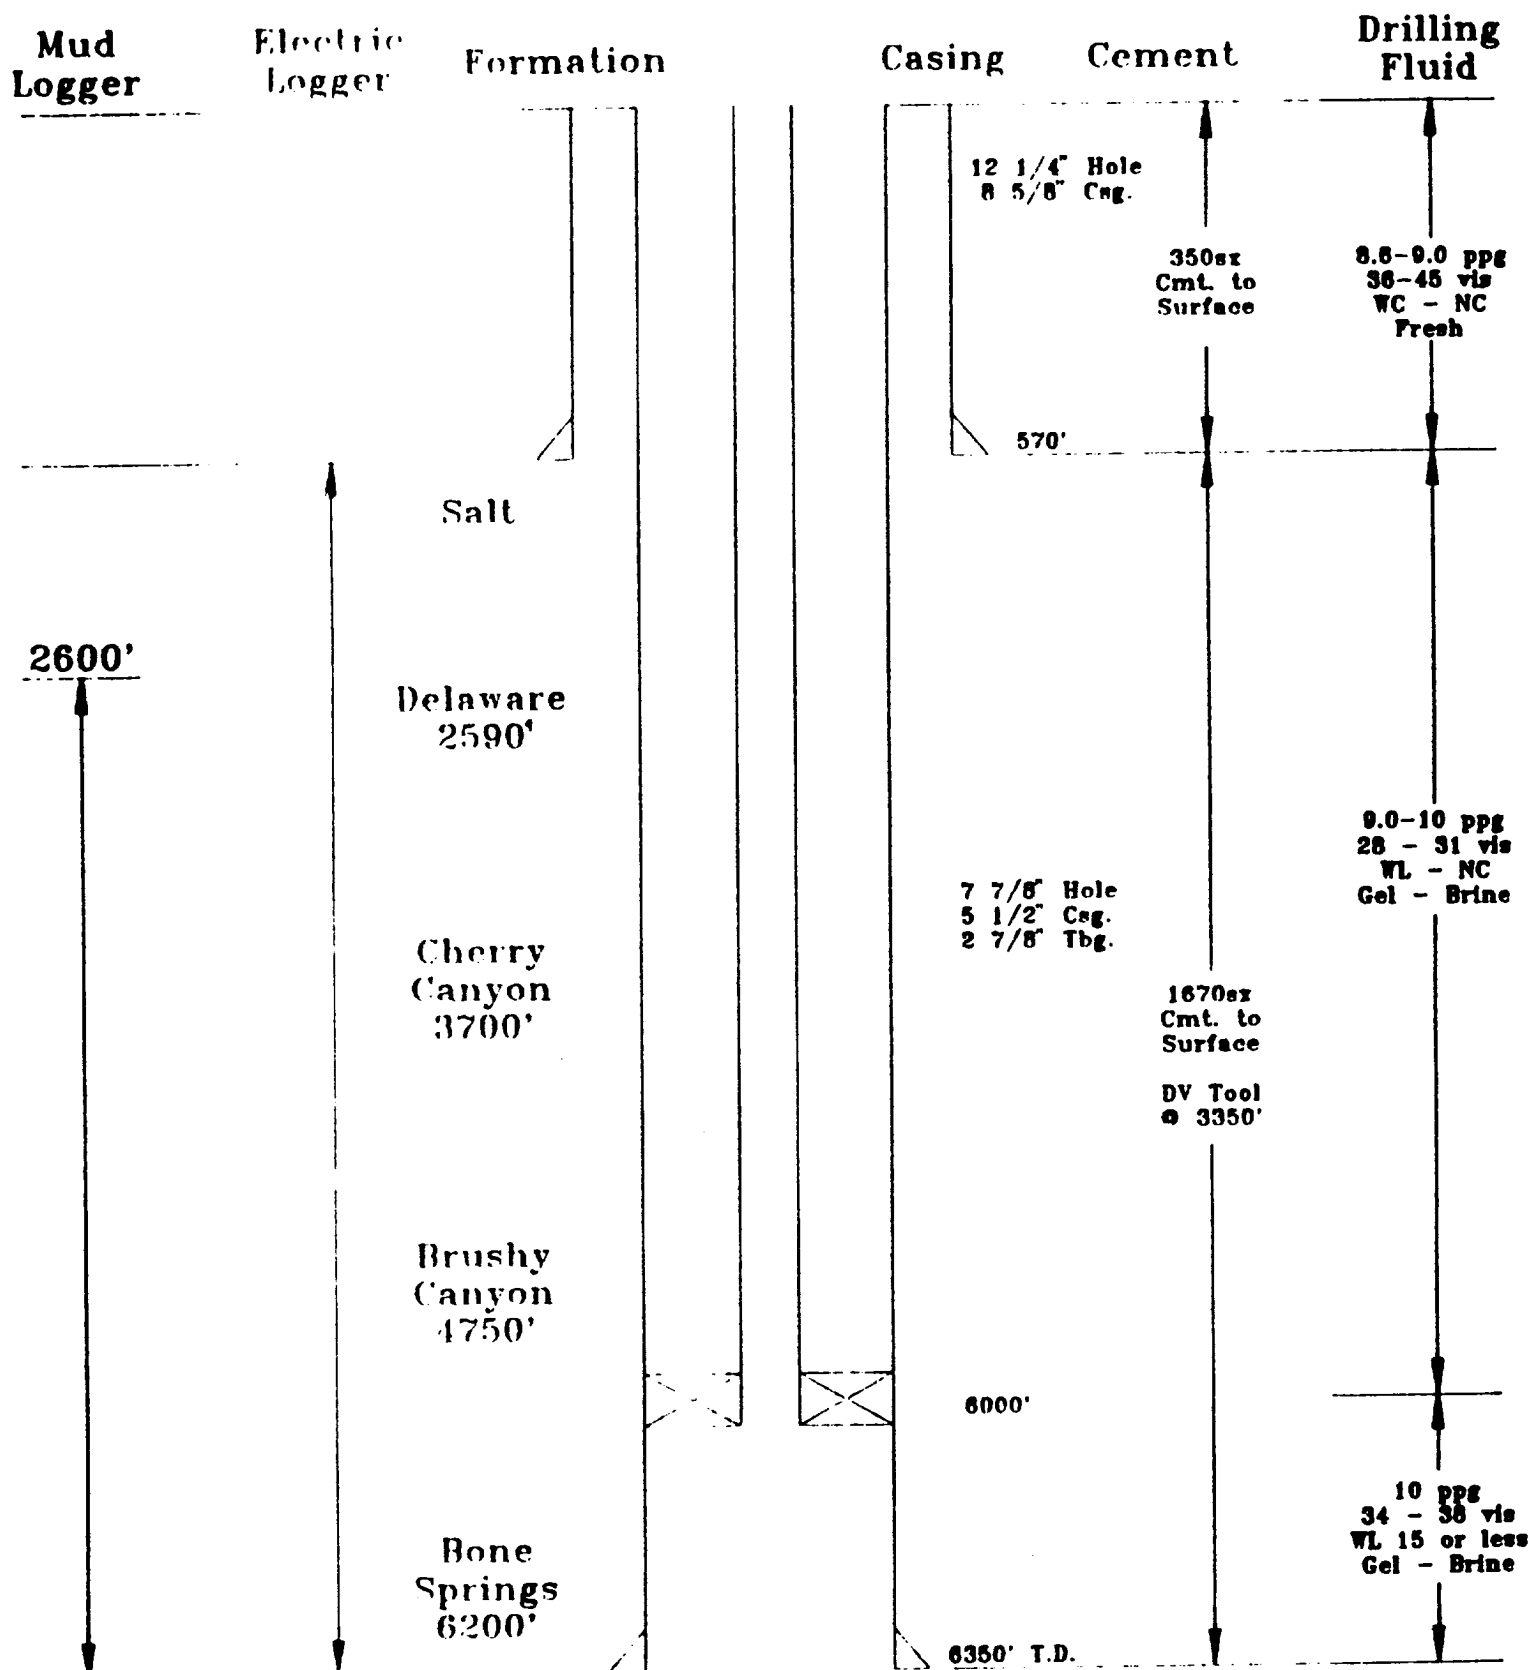 Mud
Logger
Electric
Logger
Formation
Casing
Cement
Drilling
Fluid
12 1/4" Hole
8 5/8" Csg.
350sx
Cmt. to
Surface
8.6-9.0 ppg
36-45 vis
WC - NC
Fresh
570'
Salt
2600'
Delaware
2590'
9.0-10 ppg
28 - 31 vis
WL - NC
Gel - Brine
7 7/8" Hole
5 1/2" Csg.
2 7/8" Tbg.
Cherry
Canyon
3700'
1670sx
Cmt. to
Surface
DV Tool
@ 3350'
Brushy
Canyon
4750'
6000'
10 ppg
34 - 38 vis
WL 15 or less
Gel - Brine
Bone
Springs
6200'
6350' T.D.